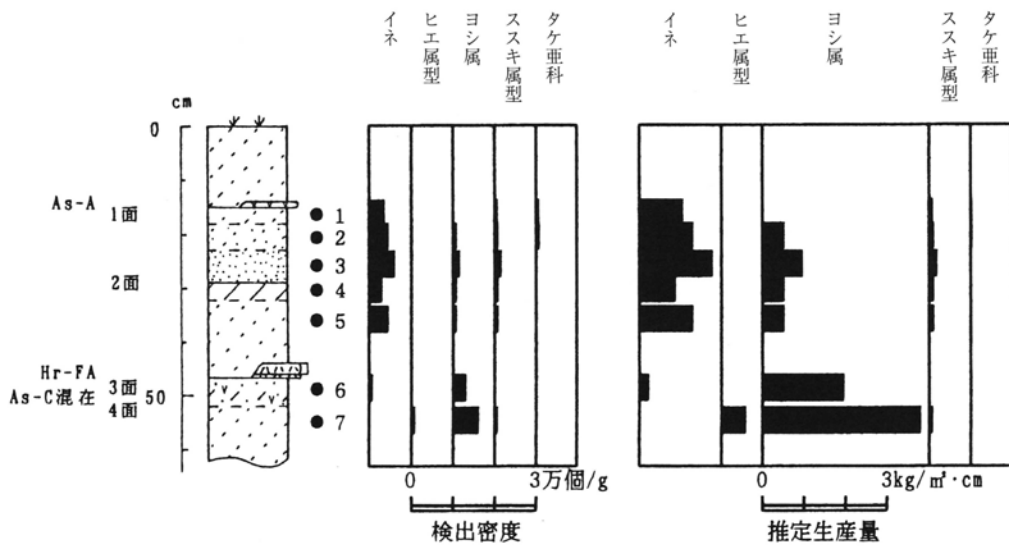 イネ
ヒエ属型
ヨシ属
ススキ属型
タケ亜科
イネ
ヒエ属型
ヨシ属
ススキ属型
タケ亜科
cm
0
As-A
1面
1
2
3
2面
4
5
Hr-FA
3面
As-C混在
50
4面
6
7
0
3万個/g
検出密度
0
3kg/㎡·cm
推定生産量